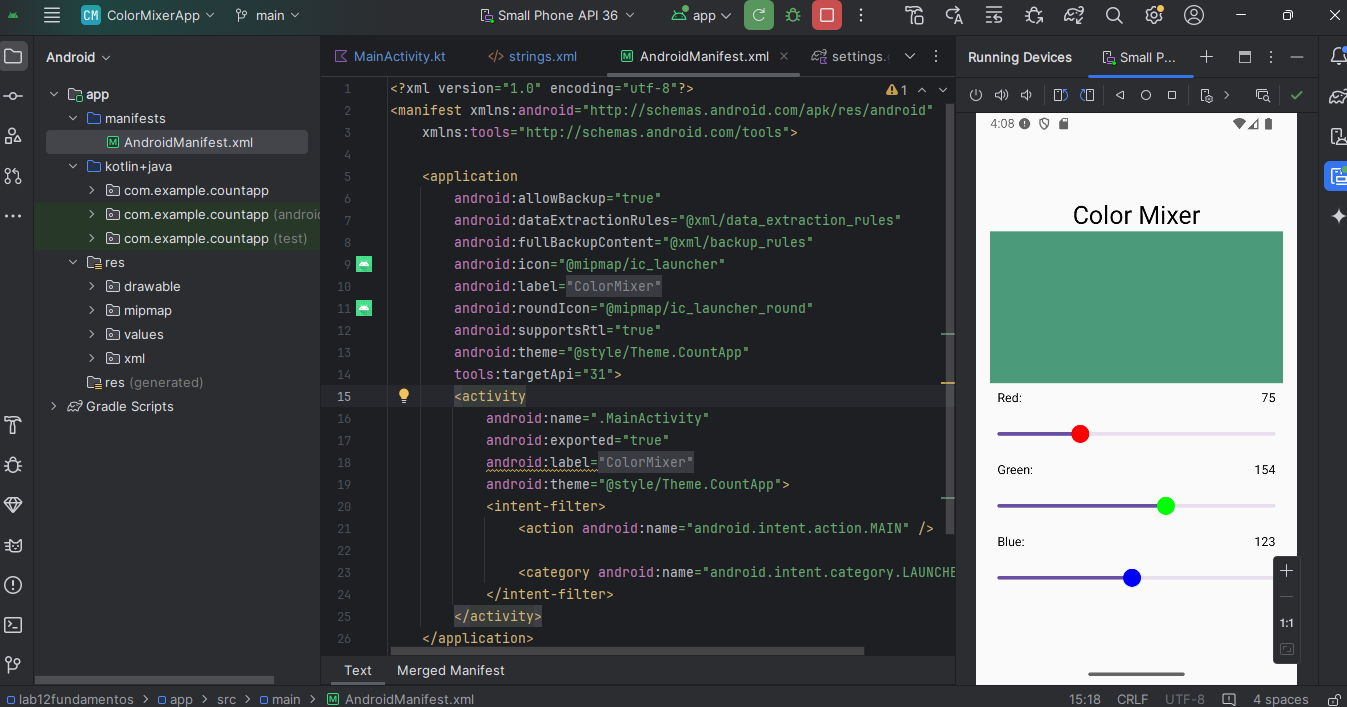 CM ColorMixerApp main Small Phone API 36 app
Android
app
manifests
AndroidManifest.xml
kotlin+java
com.example.countapp
com.example.countapp (androi
com.example.countapp (test)
res
drawable
mipmap
values
xml
res (generated)
Gradle Scripts
MainActivity.kt strings.xml AndroidManifest.xml settings.
1 <?xml version="1.0" encoding="utf-8"?> 1
2 <manifest xmlns:android="http://schemas.android.com/apk/res/android"
3 xmlns:tools="http://schemas.android.com/tools">
4
5 <application
6 android:allowBackup="true"
7 android:dataExtractionRules="@xml/data_extraction_rules"
8 android:fullBackupContent="@xml/backup_rules"
9 android:icon="@mipmap/ic_launcher"
10 android:label="ColorMixer"
11 android:roundIcon="@mipmap/ic_launcher_round"
12 android:supportsRtl="true"
13 android:theme="@style/Theme.CountApp"
14 tools:targetApi="31">
15 <activity
16 android:name=".MainActivity"
17 android:exported="true"
18 android:label="ColorMixer"
19 android:theme="@style/Theme.CountApp">
20 <intent-filter>
21 <action android:name="android.intent.action.MAIN" />
22
23 <category android:name="android.intent.category.LAUNCHE
24 </intent-filter>
25 </activity>
26 </application>
Text Merged Manifest
Running Devices Small P...
4:08
Color Mixer
Red: 75
Green: 154
Blue: 123
1:1
lab12fundamentos > app > src > main > AndroidManifest.xml 15:18 CRLF UTF-8 4 spaces